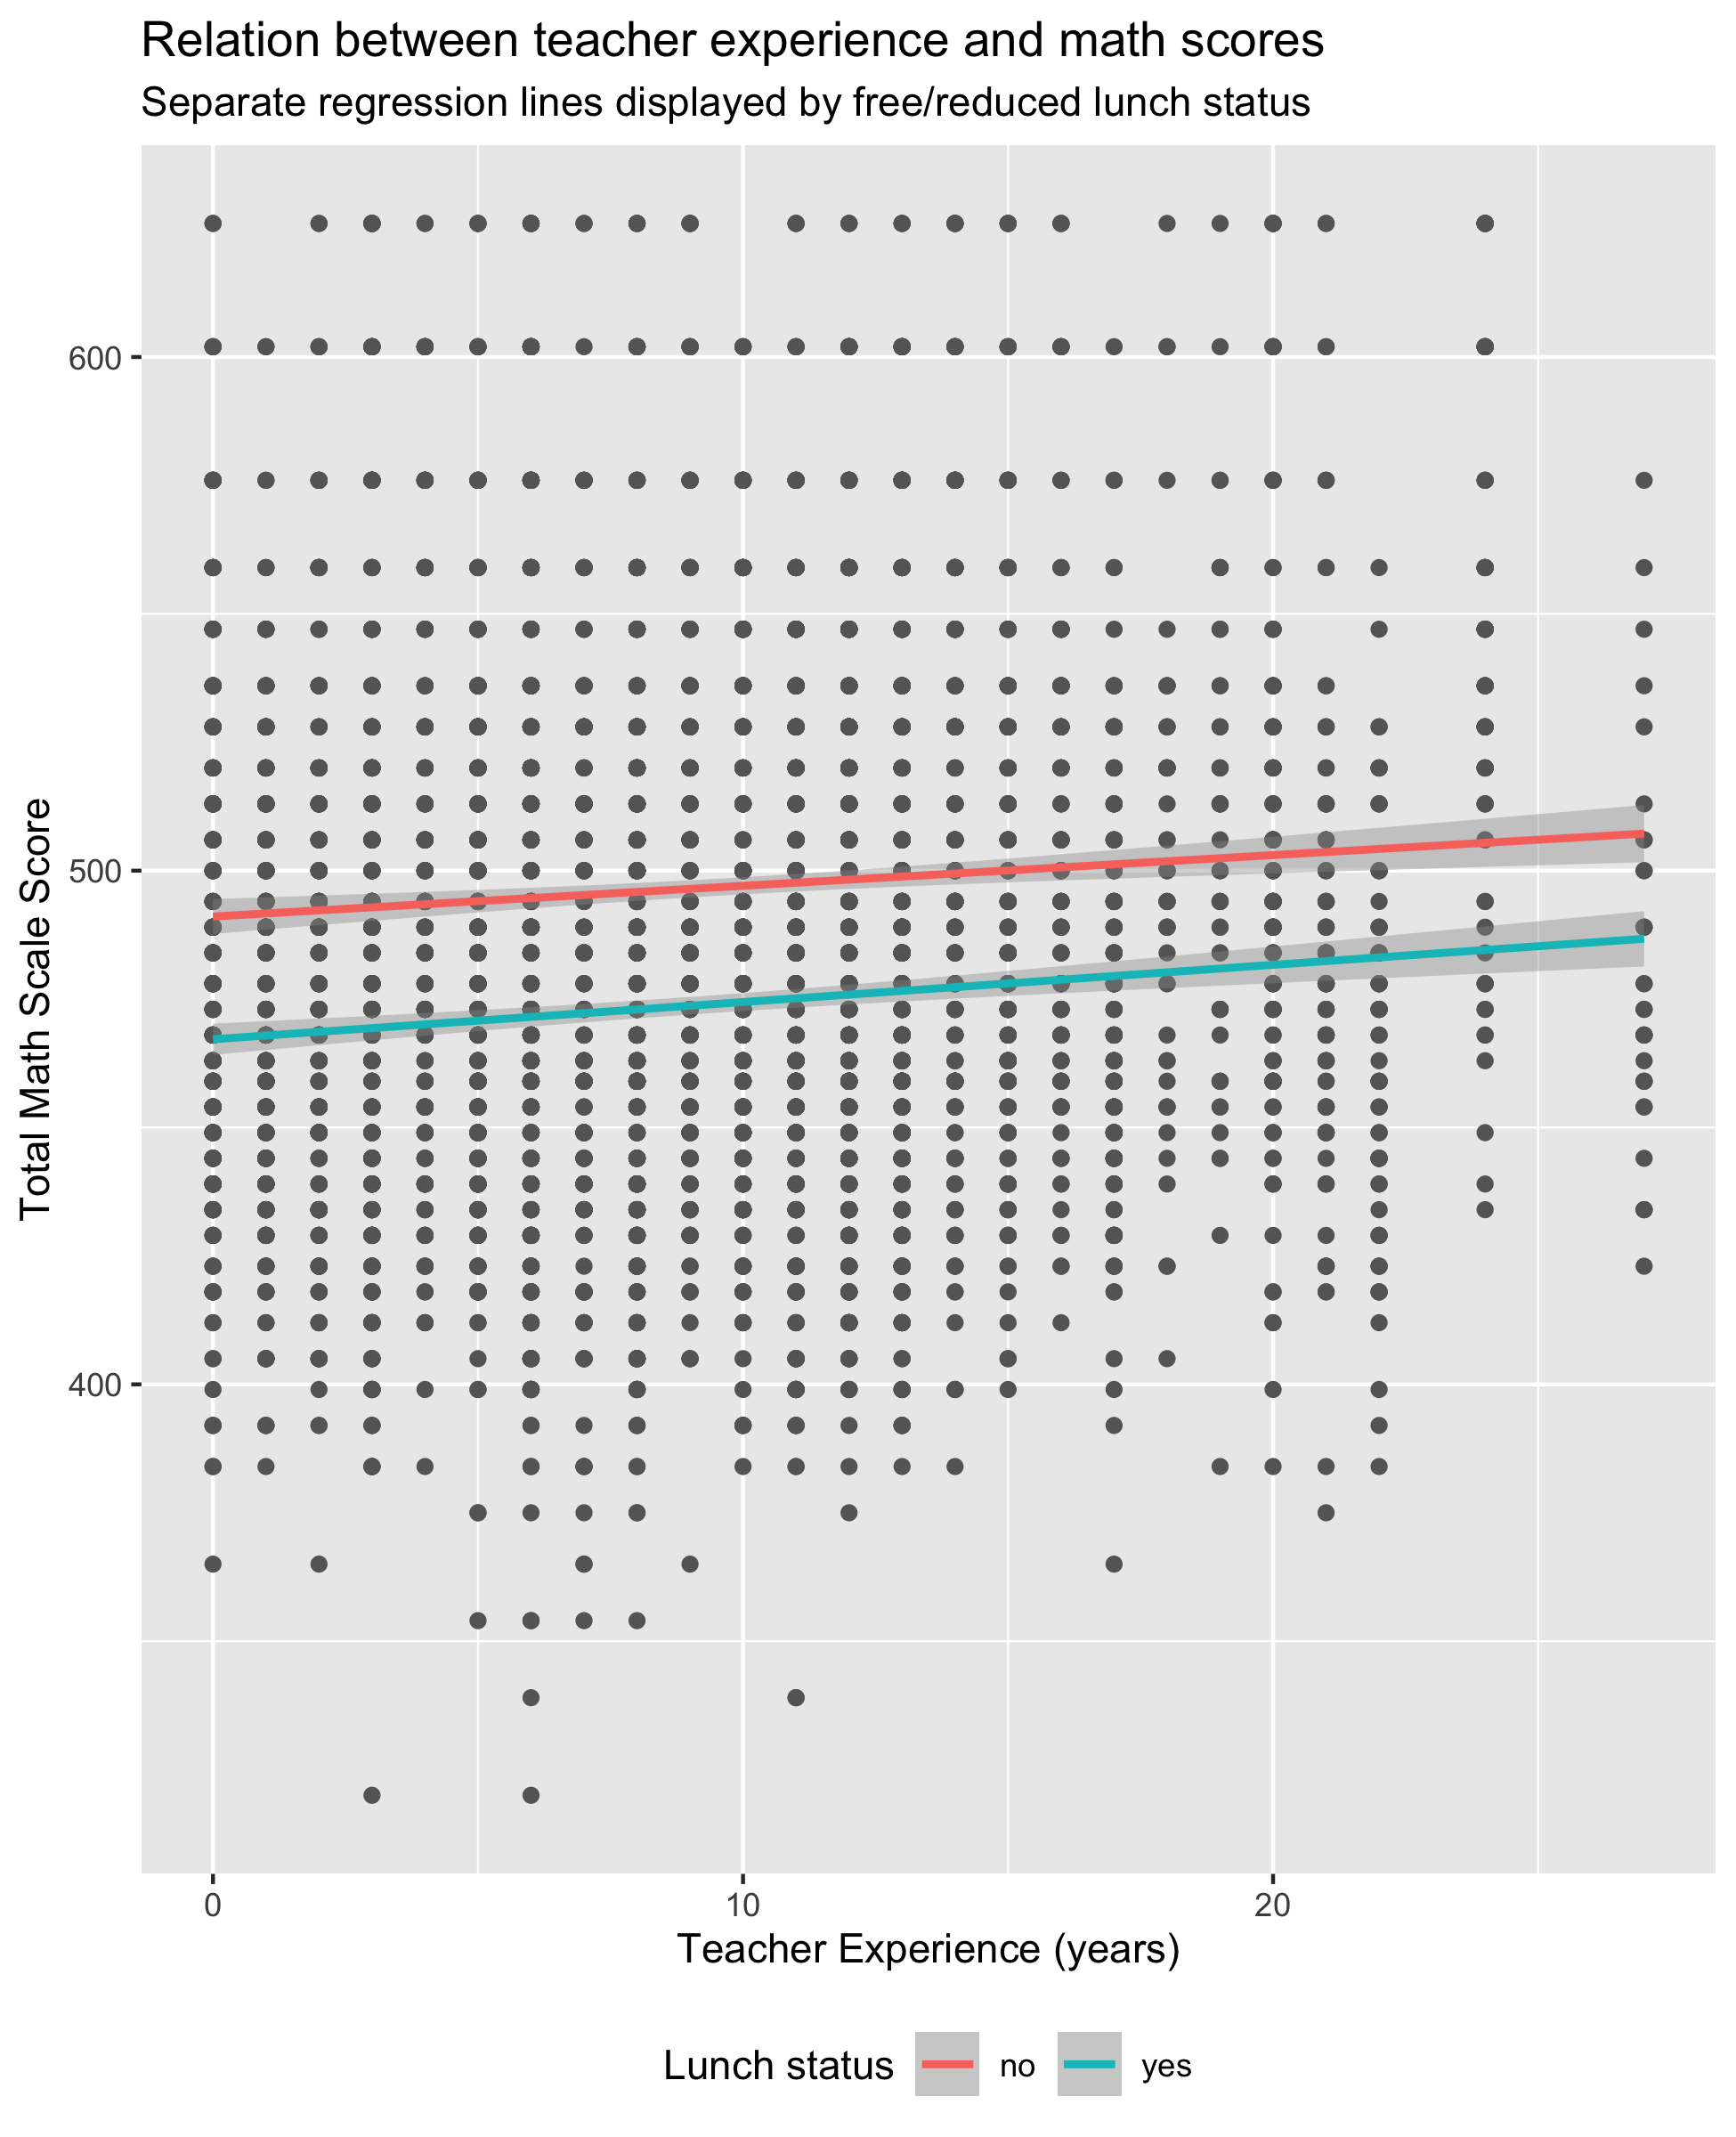 Relation between teacher experience and math scores
Separate regression lines displayed by free/reduced lunch status
Total Math Scale Score
600
500
400
0 10 20
Teacher Experience (years)
Lunch status no yes